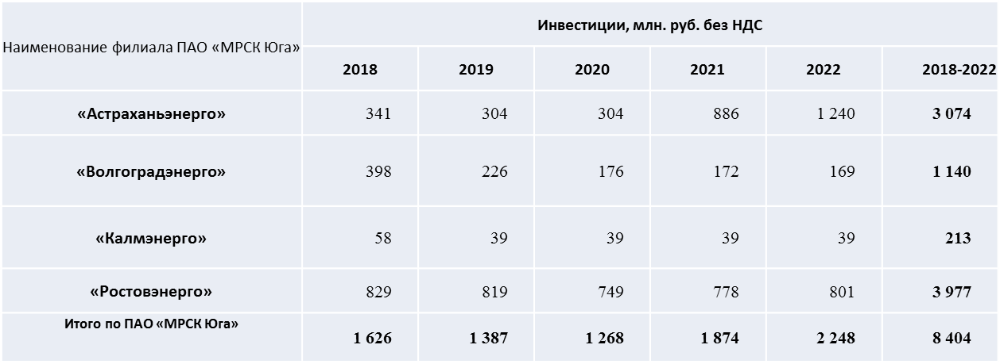 Наименование филиала ПАО «МРСК Юга»
Инвестиции, млн. руб. без НДС
2018 2019 2020 2021 2022 2018-2022
«Астраханьэнерго» 341 304 304 886 1 240 3 074
«Волгоградэнерго» 398 226 176 172 169 1 140
«Калмэнерго» 58 39 39 39 39 213
«Ростовэнерго» 829 819 749 778 801 3 977
Итого по ПАО «МРСК Юга» 1 626 1 387 1 268 1 874 2 248 8 404